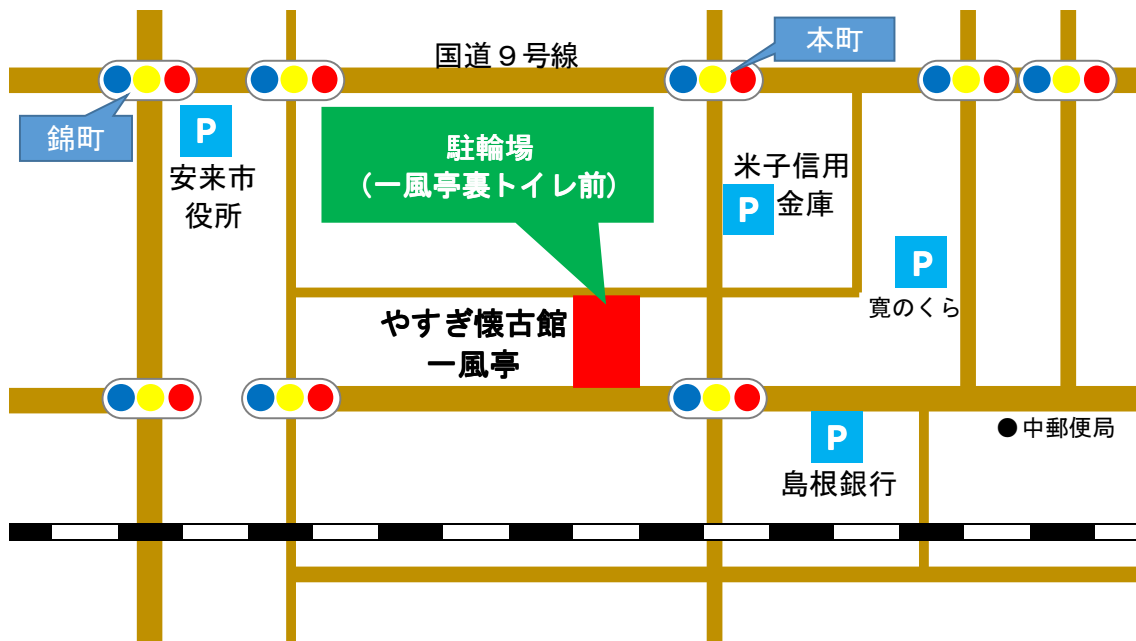 国道９号線
本町
錦町
P
安来市
役所
駐輪場
（一風亭裏トイレ前）
米子信用
金庫
P
P
寛のくら
やすぎ懐古館
一風亭
P
島根銀行
●中郵便局